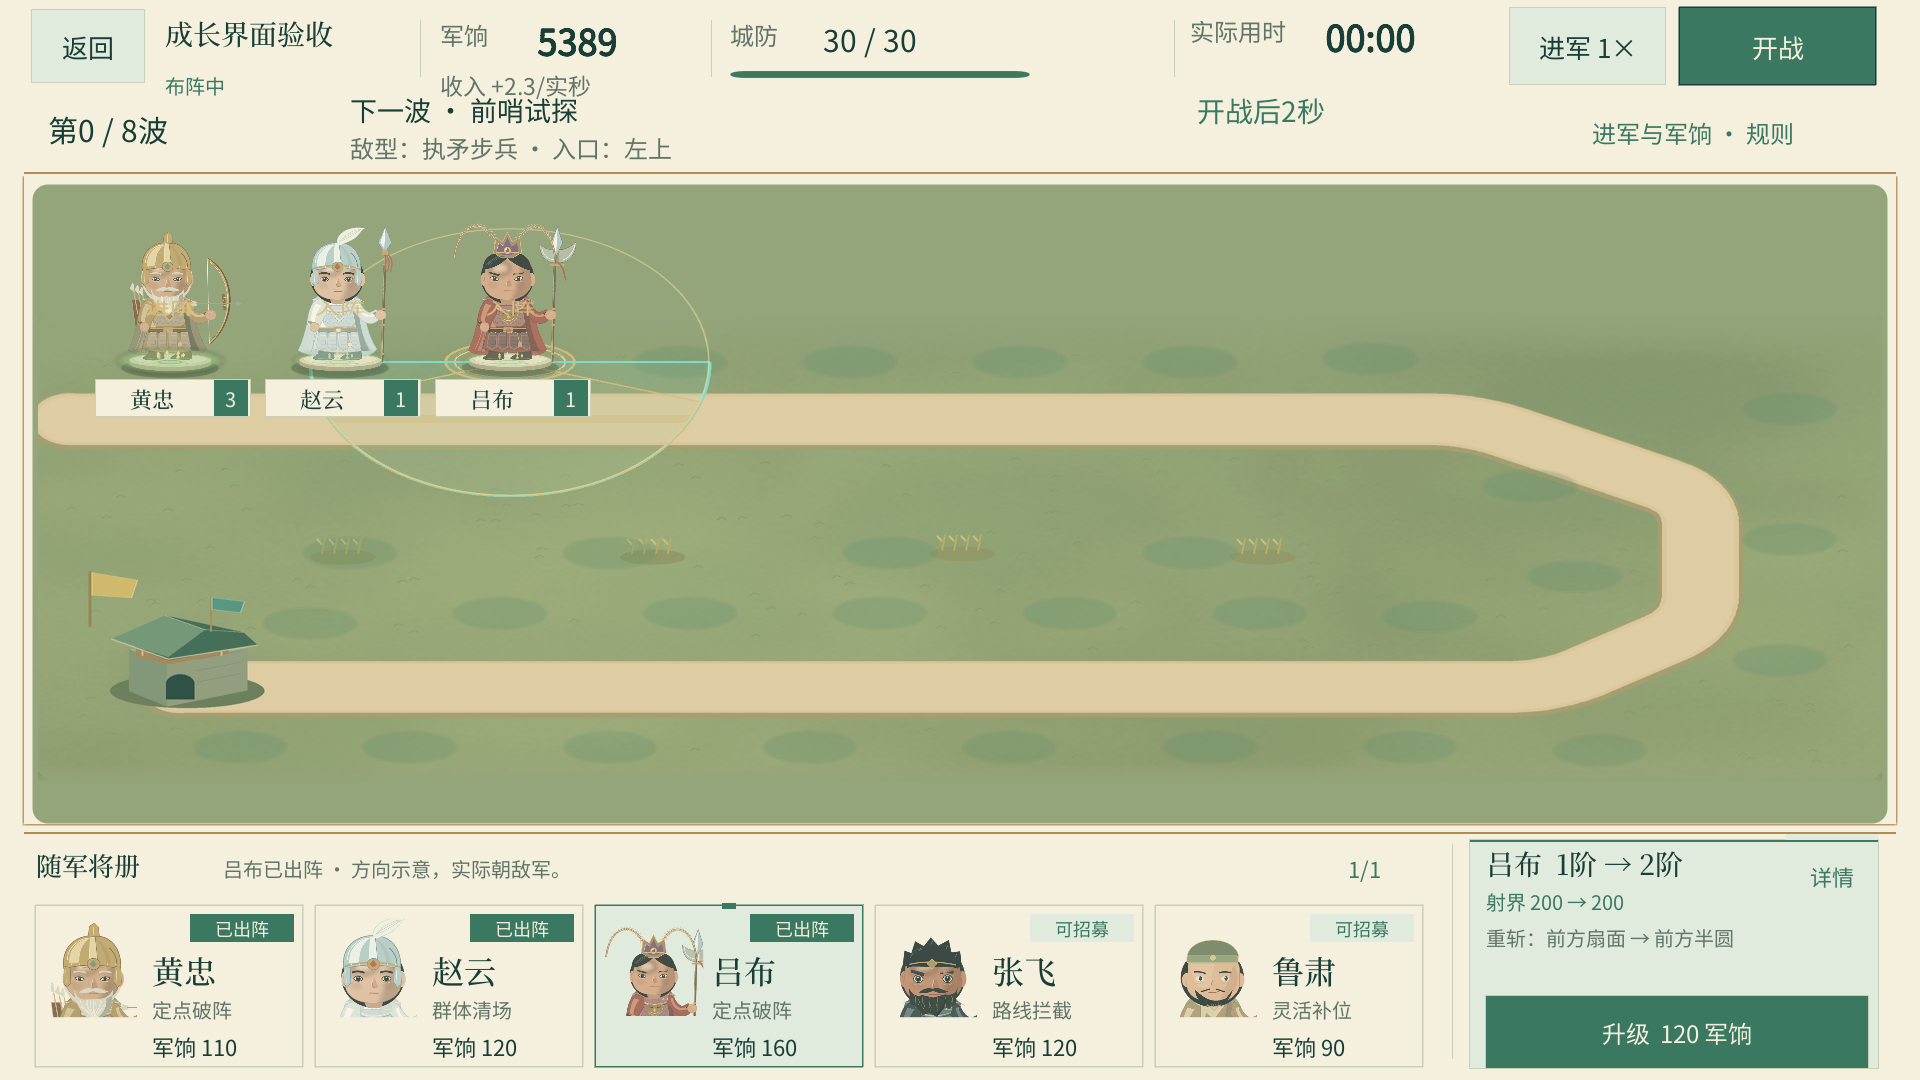 返回
成长界面验收
布阵中
军饷 5389
收入 +2.3/实秒
城防 30 / 30
实际用时 00:00
进军 1×
开战
第0 / 8波
下一波 · 前哨试探
敌型：执矛步兵 · 入口：左上
开战后2秒
进军与军饷 · 规则
入阵
入阵
黄忠 3
赵云 1
吕布 1
随军将册
吕布已出阵 · 方向示意，实际朝敌军。
1/1
已出阵
黄忠
定点破阵
军饷 110
已出阵
赵云
群体清场
军饷 120
已出阵
吕布
定点破阵
军饷 160
可招募
张飞
路线拦截
军饷 120
可招募
鲁肃
灵活补位
军饷 90
吕布 1阶 → 2阶
详情
射界 200 → 200
重斩：前方扇面 → 前方半圆
升级 120 军饷